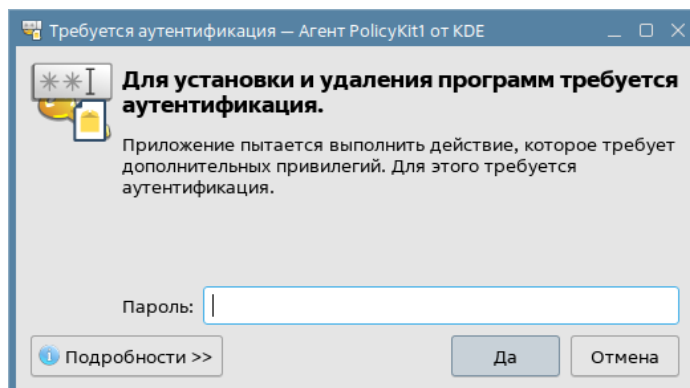 Требуется аутентификация — Агент PolicyKit1 от KDE
Для установки и удаления программ требуется
аутентификация.
Приложение пытается выполнить действие, которое требует
дополнительных привилегий. Для этого требуется
аутентификация.
Пароль:
Подробности >>
Да
Отмена